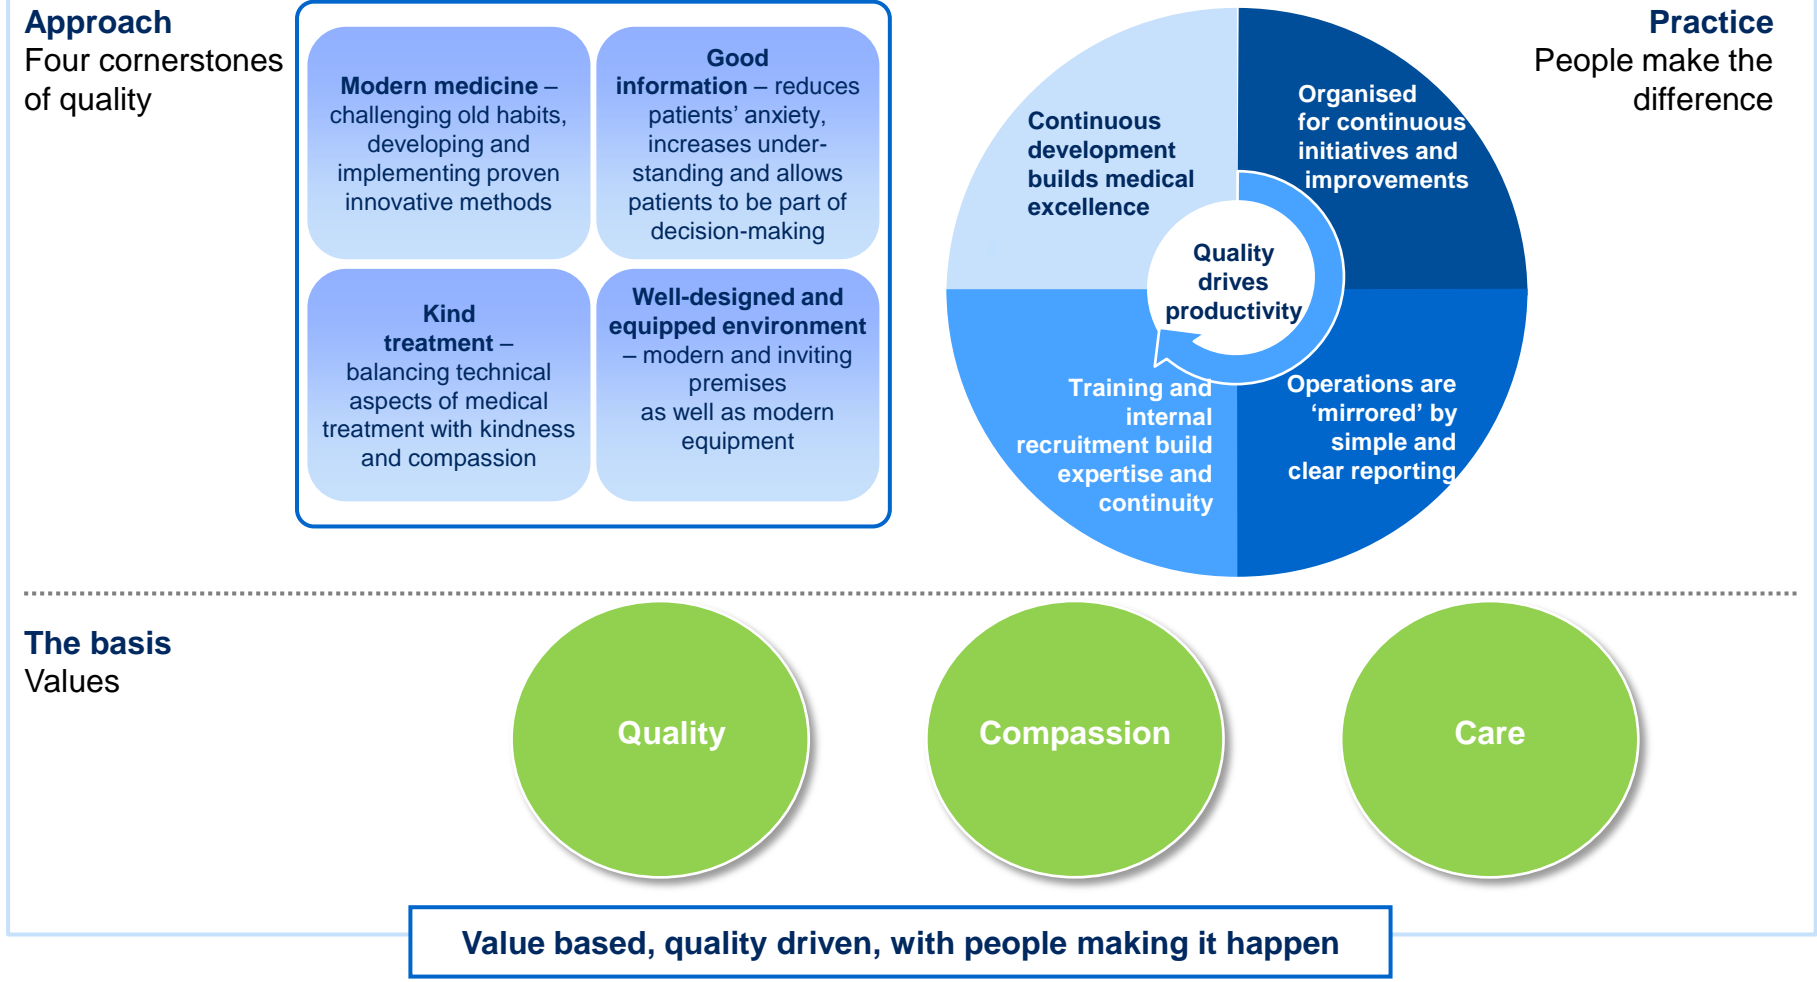 Approach
Four cornerstones
of quality
Modern medicine –
challenging old habits,
developing and
implementing proven
innovative methods
Good
information – reduces
patients’ anxiety,
increases under-
standing and allows
patients to be part of
decision-making
Kind
treatment –
balancing technical
aspects of medical
treatment with kindness
and compassion
Well-designed and
equipped environment
– modern and inviting
premises
as well as modern
equipment
Practice
People make the
difference
Continuous
development
builds medical
excellence
Organised
for continuous
initiatives and
improvements
Quality
drives
productivity
Training and
internal
recruitment build
expertise and
continuity
Operations are
‘mirrored’ by
simple and
clear reporting
The basis
Values
Quality
Compassion
Care
Value based, quality driven, with people making it happen